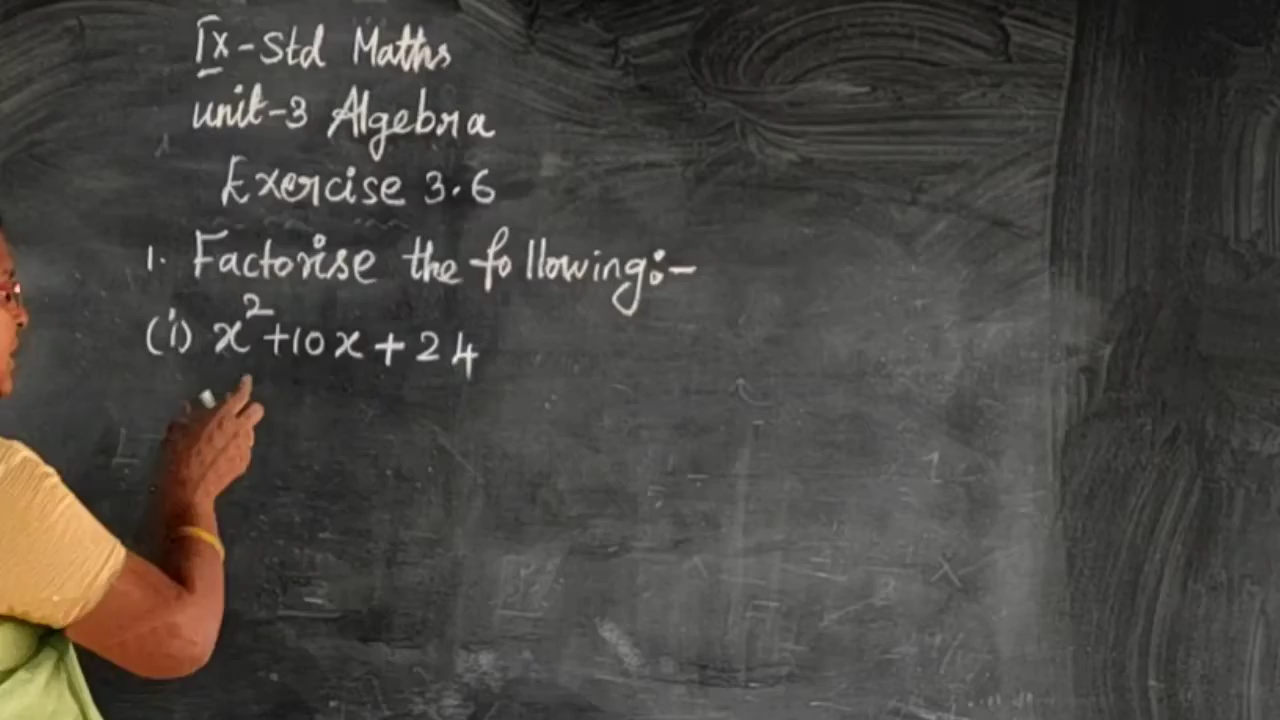 IX-Std Maths
unit-3 Algebra
Exercise 3.6
1. Factorise the following:-
(i) x²+10x+24